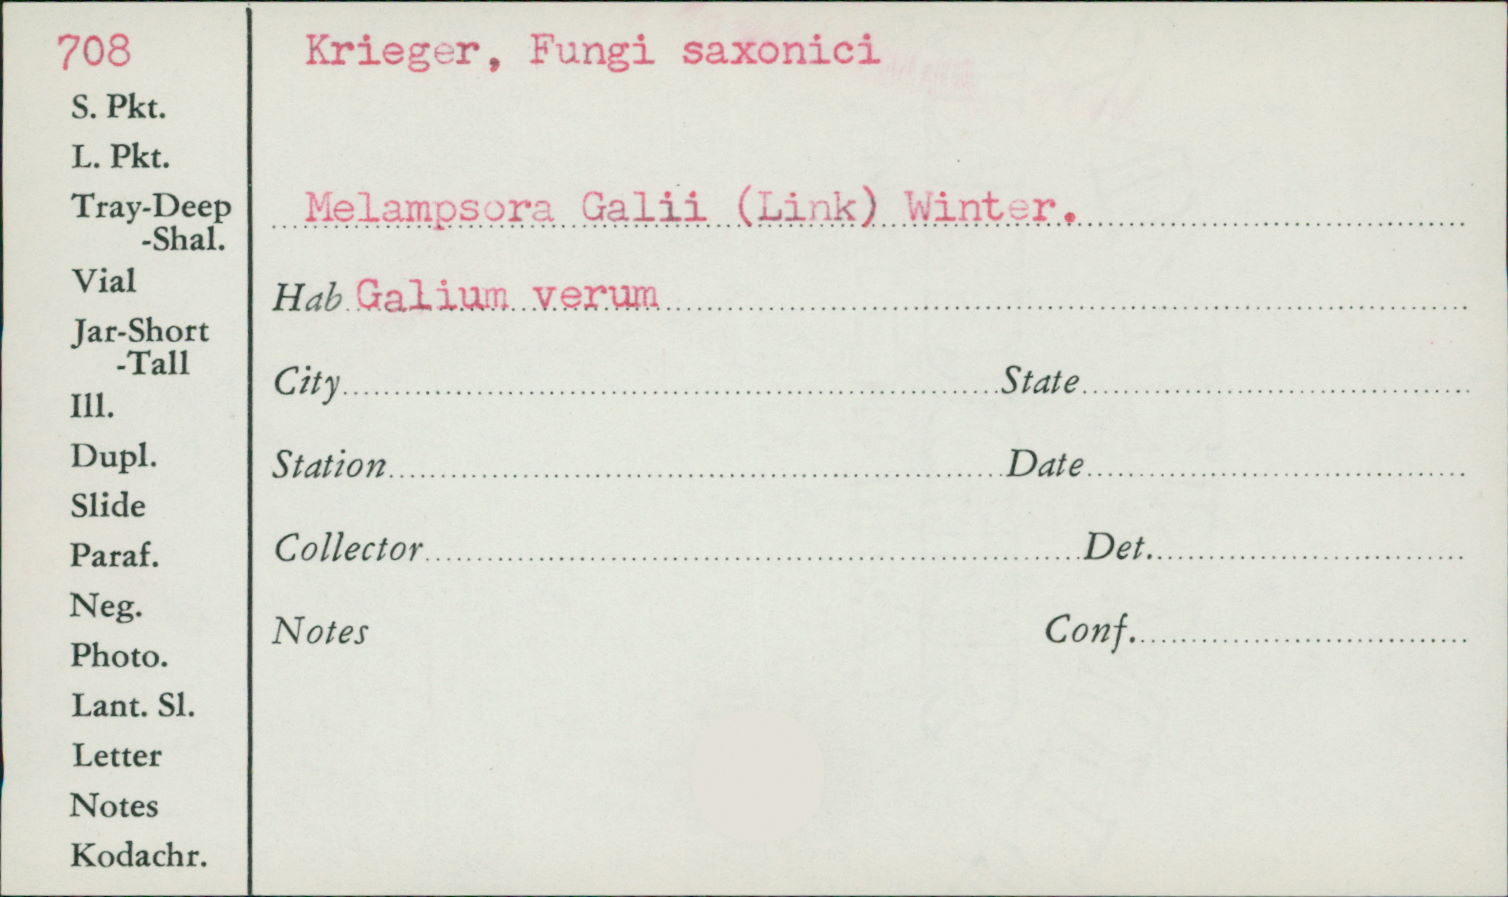 708
Krieger, Fungi saxonici
S. Pkt.
L. Pkt.
Tray-Deep
-Shal.
Vial
Jar-Short
-Tall
Ill.
Dupl.
Slide
Paraf.
Neg.
Photo.
Lant. Sl.
Letter
Notes
Kodachr.
Melampsora Galii (Link) Winter.
Hab Galium verum
City State
Station Date
Collector Det.
Notes Conf.